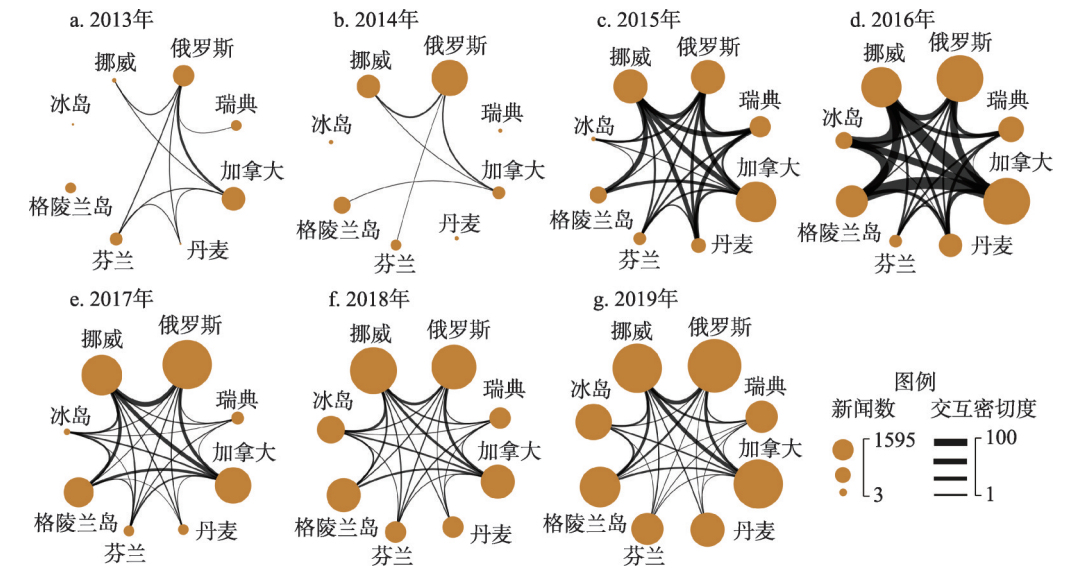 a. 2013年
挪威
俄罗斯
冰岛
瑞典
加拿大
格陵兰岛
芬兰
丹麦
b. 2014年
挪威
俄罗斯
冰岛
瑞典
加拿大
格陵兰岛
芬兰
丹麦
c. 2015年
挪威
俄罗斯
冰岛
瑞典
加拿大
格陵兰岛
芬兰
丹麦
d. 2016年
挪威
俄罗斯
冰岛
瑞典
加拿大
格陵兰岛
芬兰
丹麦
e. 2017年
挪威
俄罗斯
冰岛
瑞典
加拿大
格陵兰岛
芬兰
丹麦
f. 2018年
挪威
俄罗斯
冰岛
瑞典
加拿大
格陵兰岛
芬兰
丹麦
g. 2019年
挪威
俄罗斯
冰岛
瑞典
加拿大
格陵兰岛
芬兰
丹麦
图例
新闻数 交互密切度
1595 100
3 1